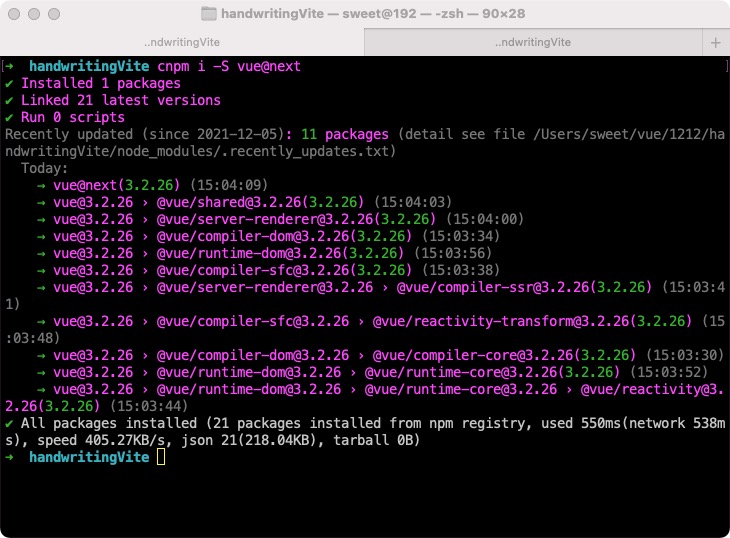 handwritingVite — sweet@192 — -zsh — 90×28
..ndwritingVite ..ndwritingVite +
[➜ handwritingVite cnpm i -S vue@next ]
✔ Installed 1 packages
✔ Linked 21 latest versions
✔ Run 0 scripts
Recently updated (since 2021-12-05): 11 packages (detail see file /Users/sweet/vue/1212/ha
ndwritingVite/node_modules/.recently_updates.txt)
Today:
→ vue@next(3.2.26) (15:04:09)
→ vue@3.2.26 › @vue/shared@3.2.26(3.2.26) (15:04:03)
→ vue@3.2.26 › @vue/server-renderer@3.2.26(3.2.26) (15:04:00)
→ vue@3.2.26 › @vue/compiler-dom@3.2.26(3.2.26) (15:03:34)
→ vue@3.2.26 › @vue/runtime-dom@3.2.26(3.2.26) (15:03:56)
→ vue@3.2.26 › @vue/compiler-sfc@3.2.26(3.2.26) (15:03:38)
→ vue@3.2.26 › @vue/server-renderer@3.2.26 › @vue/compiler-ssr@3.2.26(3.2.26) (15:03:4
1)
→ vue@3.2.26 › @vue/compiler-sfc@3.2.26 › @vue/reactivity-transform@3.2.26(3.2.26) (15
:03:48)
→ vue@3.2.26 › @vue/compiler-dom@3.2.26 › @vue/compiler-core@3.2.26(3.2.26) (15:03:30)
→ vue@3.2.26 › @vue/runtime-dom@3.2.26 › @vue/runtime-core@3.2.26(3.2.26) (15:03:52)
→ vue@3.2.26 › @vue/runtime-dom@3.2.26 › @vue/runtime-core@3.2.26 › @vue/reactivity@3.
2.26(3.2.26) (15:03:44)
✔ All packages installed (21 packages installed from npm registry, used 550ms(network 538m
s), speed 405.27KB/s, json 21(218.04KB), tarball 0B)
➜ handwritingVite